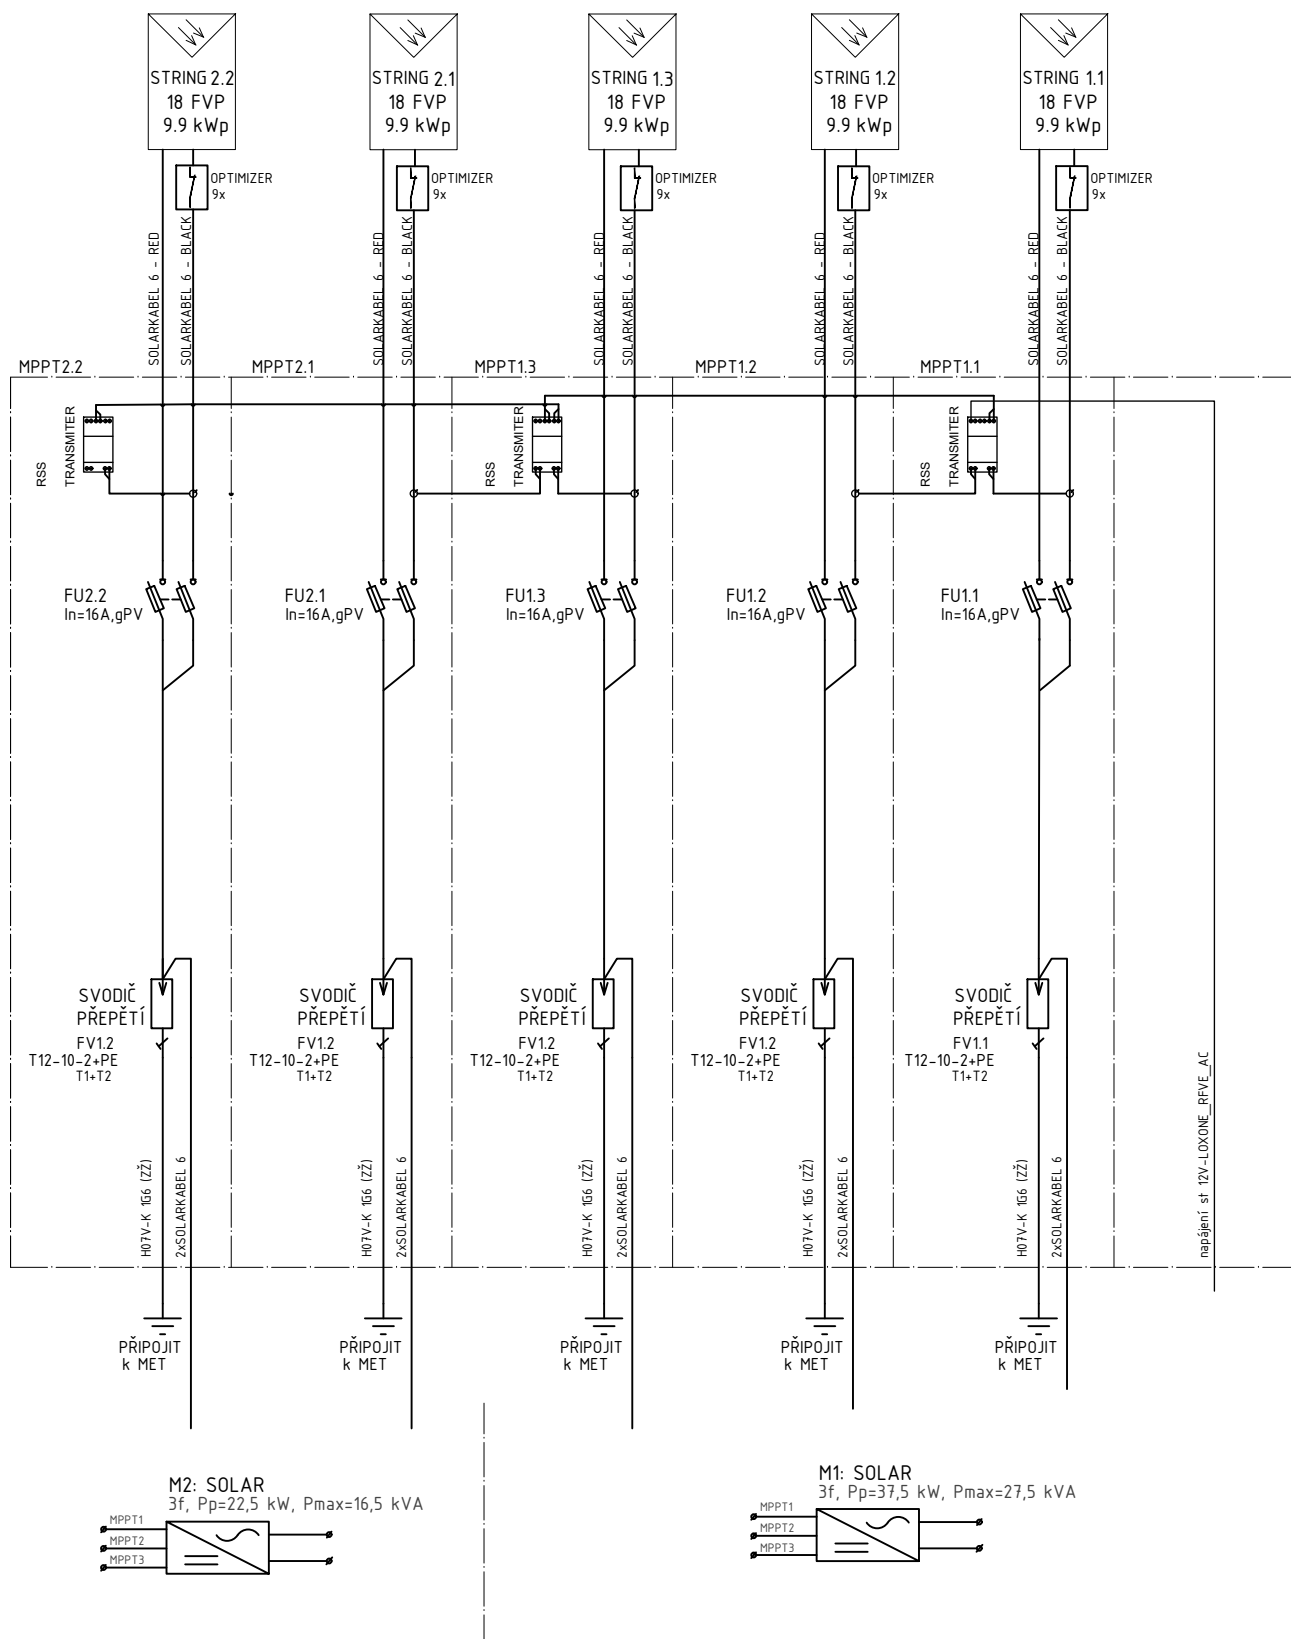 STRING 2.2
18 FVP
9.9 kWp
STRING 2.1
18 FVP
9.9 kWp
STRING 1.3
18 FVP
9.9 kWp
STRING 1.2
18 FVP
9.9 kWp
STRING 1.1
18 FVP
9.9 kWp
OPTIMIZER
9x
OPTIMIZER
9x
OPTIMIZER
9x
OPTIMIZER
9x
OPTIMIZER
9x
SOLARKABEL 6 - RED
SOLARKABEL 6 - BLACK
SOLARKABEL 6 - RED
SOLARKABEL 6 - BLACK
SOLARKABEL 6 - RED
SOLARKABEL 6 - BLACK
SOLARKABEL 6 - RED
SOLARKABEL 6 - BLACK
SOLARKABEL 6 - RED
SOLARKABEL 6 - BLACK
MPPT2.2
MPPT2.1
MPPT1.3
MPPT1.2
MPPT1.1
RSS
TRANSMITER
RSS
TRANSMITER
RSS
TRANSMITER
FU2.2
In=16A,gPV
FU2.1
In=16A,gPV
FU1.3
In=16A,gPV
FU1.2
In=16A,gPV
FU1.1
In=16A,gPV
SVODIČ
PŘEPĚTÍ
FV1.2
T12-10-2+PE
T1+T2
SVODIČ
PŘEPĚTÍ
FV1.2
T12-10-2+PE
T1+T2
SVODIČ
PŘEPĚTÍ
FV1.2
T12-10-2+PE
T1+T2
SVODIČ
PŘEPĚTÍ
FV1.2
T12-10-2+PE
T1+T2
SVODIČ
PŘEPĚTÍ
FV1.1
T12-10-2+PE
T1+T2
H07V-K 1G6 (ZŽ)
2xSOLARKABEL 6
H07V-K 1G6 (ZŽ)
2xSOLARKABEL 6
H07V-K 1G6 (ZŽ)
2xSOLARKABEL 6
H07V-K 1G6 (ZŽ)
2xSOLARKABEL 6
H07V-K 1G6 (ZŽ)
2xSOLARKABEL 6
napájení st 12V-LOXONE_RFVE_AC
PŘIPOJIT
k MET
PŘIPOJIT
k MET
PŘIPOJIT
k MET
PŘIPOJIT
k MET
PŘIPOJIT
k MET
M2: SOLAR
3f, Pp=22,5 kW, Pmax=16,5 kVA
MPPT1
MPPT2
MPPT3
M1: SOLAR
3f, Pp=37,5 kW, Pmax=27,5 kVA
MPPT1
MPPT2
MPPT3